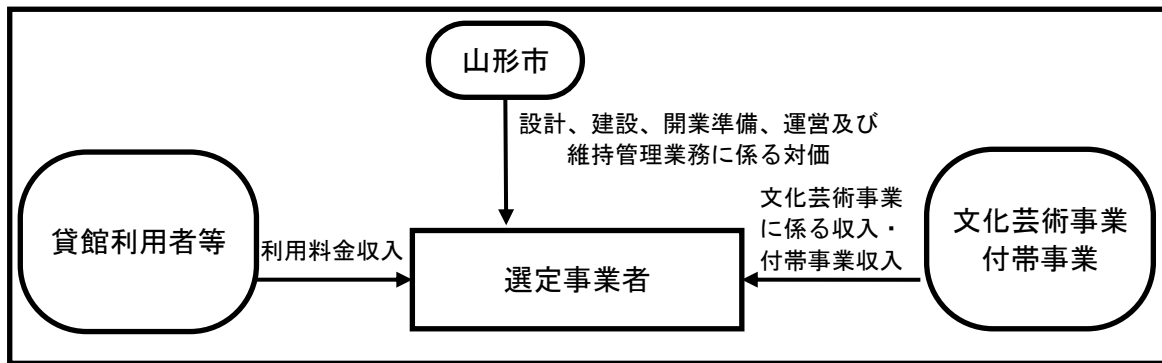 山形市
設計、建設、開業準備、運営及び
維持管理業務に係る対価
貸館利用者等
利用料金収入
選定事業者
文化芸術事業
に係る収入・
付帯事業収入
文化芸術事業
付帯事業